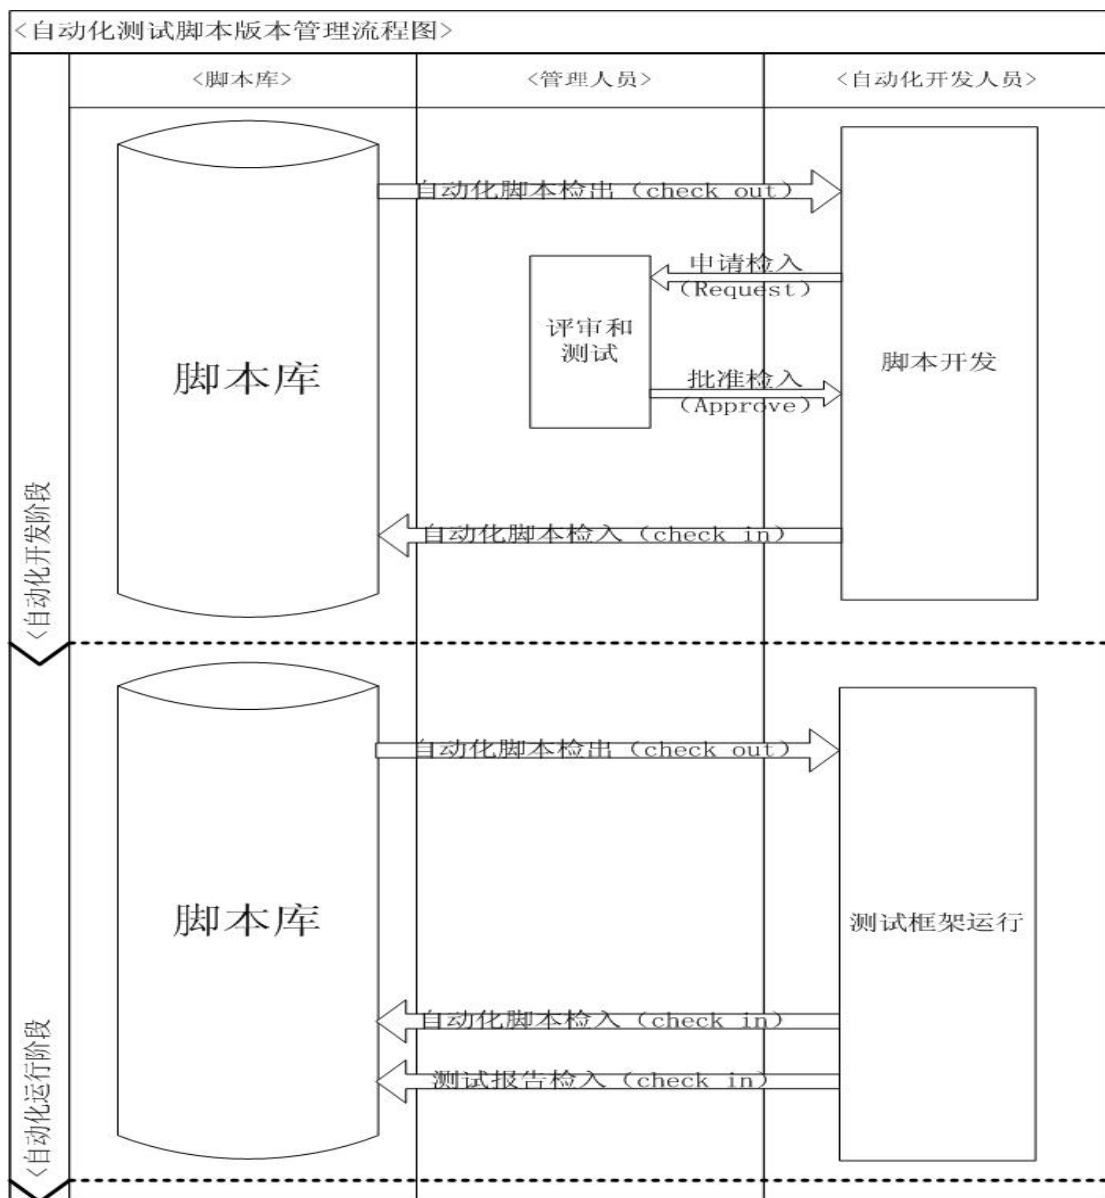 <自动化测试脚本版本管理流程图>
<脚本库>
<管理人员>
<自动化开发人员>
自动化脚本检出（check out）
申请检入
（Request）
评审和
测试
脚本库
脚本开发
批准检入
（Approve）
自动化脚本检入（check in）
<自动化开发阶段
自动化脚本检出（check out）
脚本库
测试框架运行
自动化脚本检入（check in）
测试报告检入（check in）
<自动化运行阶段